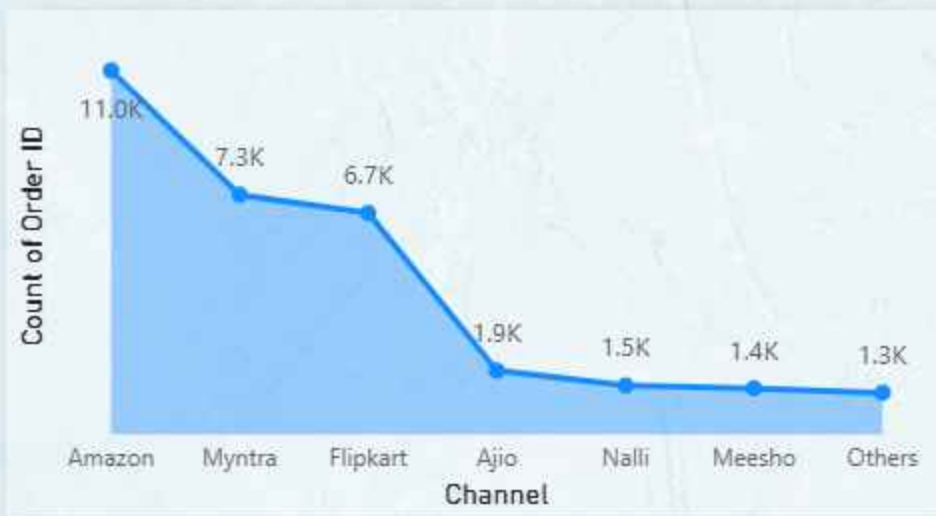 Count of Order ID
11.0K
7.3K
6.7K
1.9K
1.5K
1.4K
1.3K
Amazon Myntra Flipkart Ajio Nalli Meesho Others
Channel